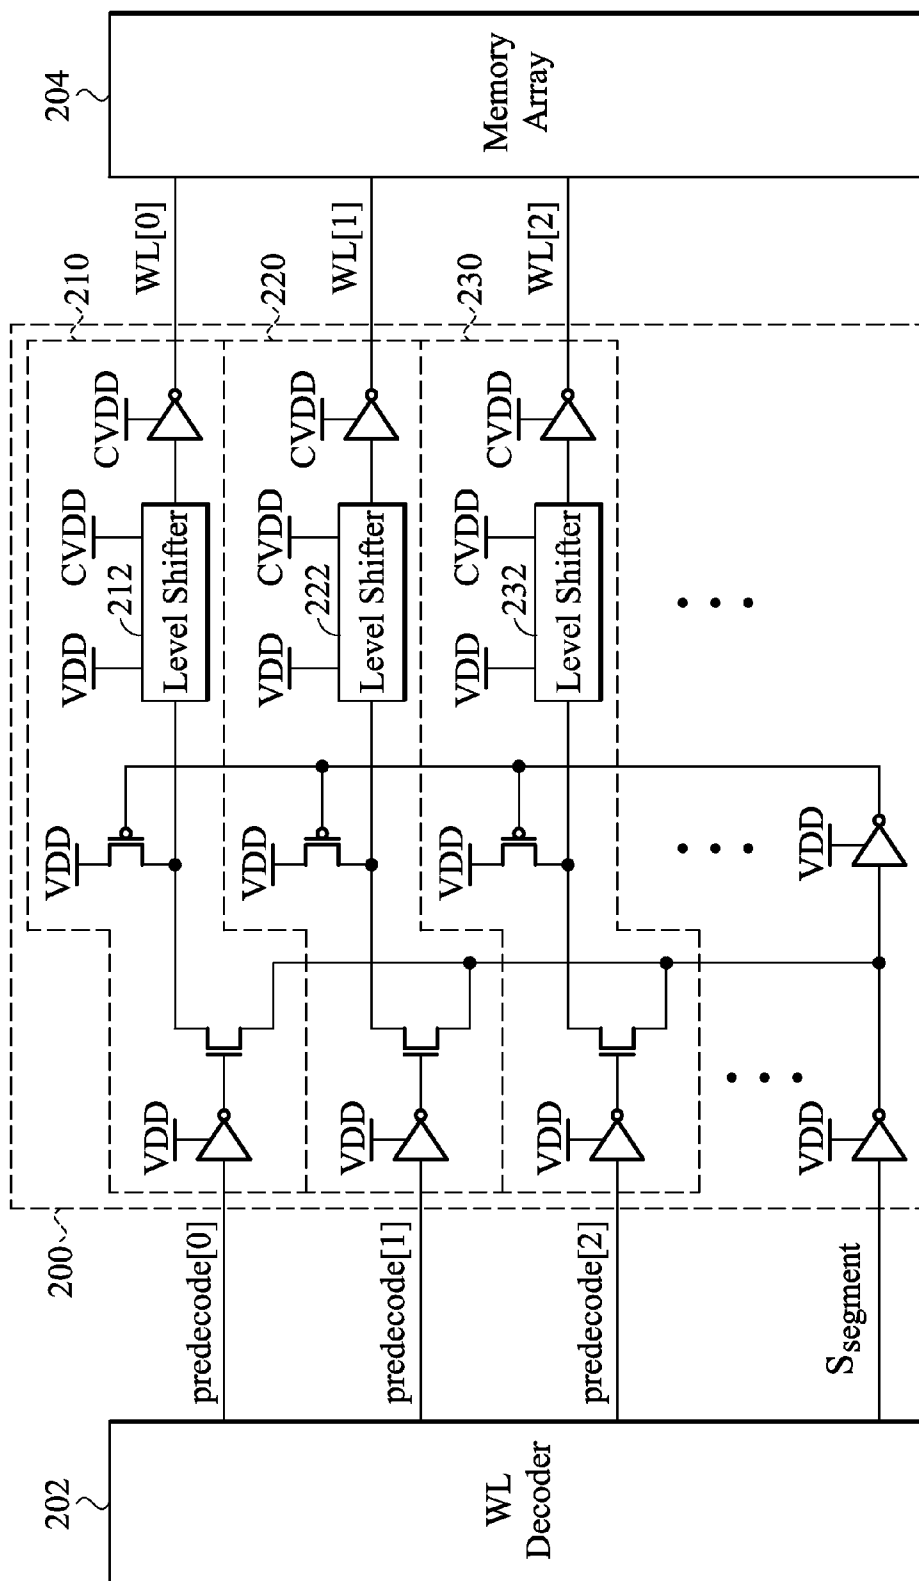 200
202
WL
Decoder
predecode[0]
predecode[1]
predecode[2]
Ssegment
VDD
VDD
VDD
VDD
VDD
VDD
VDD
VDD
210
VDD
212
CVDD
CVDD
Level Shifter
WL[0]
220
VDD
222
CVDD
CVDD
Level Shifter
WL[1]
230
VDD
232
CVDD
CVDD
Level Shifter
WL[2]
204
Memory
Array